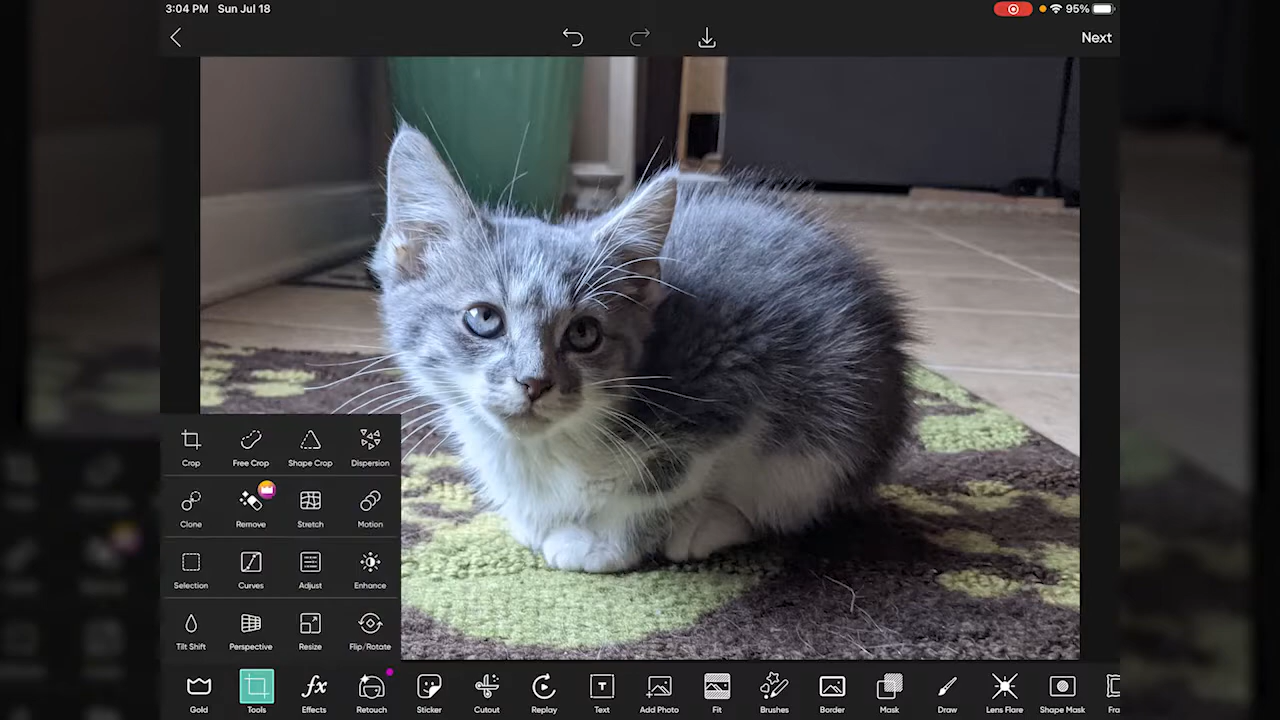 3:04 PM Sun Jul 18
95%
Next
Crop Free Crop Shape Crop Dispersion
Clone Remove Stretch Motion
Selection Curves Adjust Enhance
Tilt Shift Perspective Resize Flip/Rotate
Gold Tools Effects Retouch Sticker Cutout Replay Text Add Photo Fit Brushes Border Mask Draw Lens Flare Shape Mask Fra